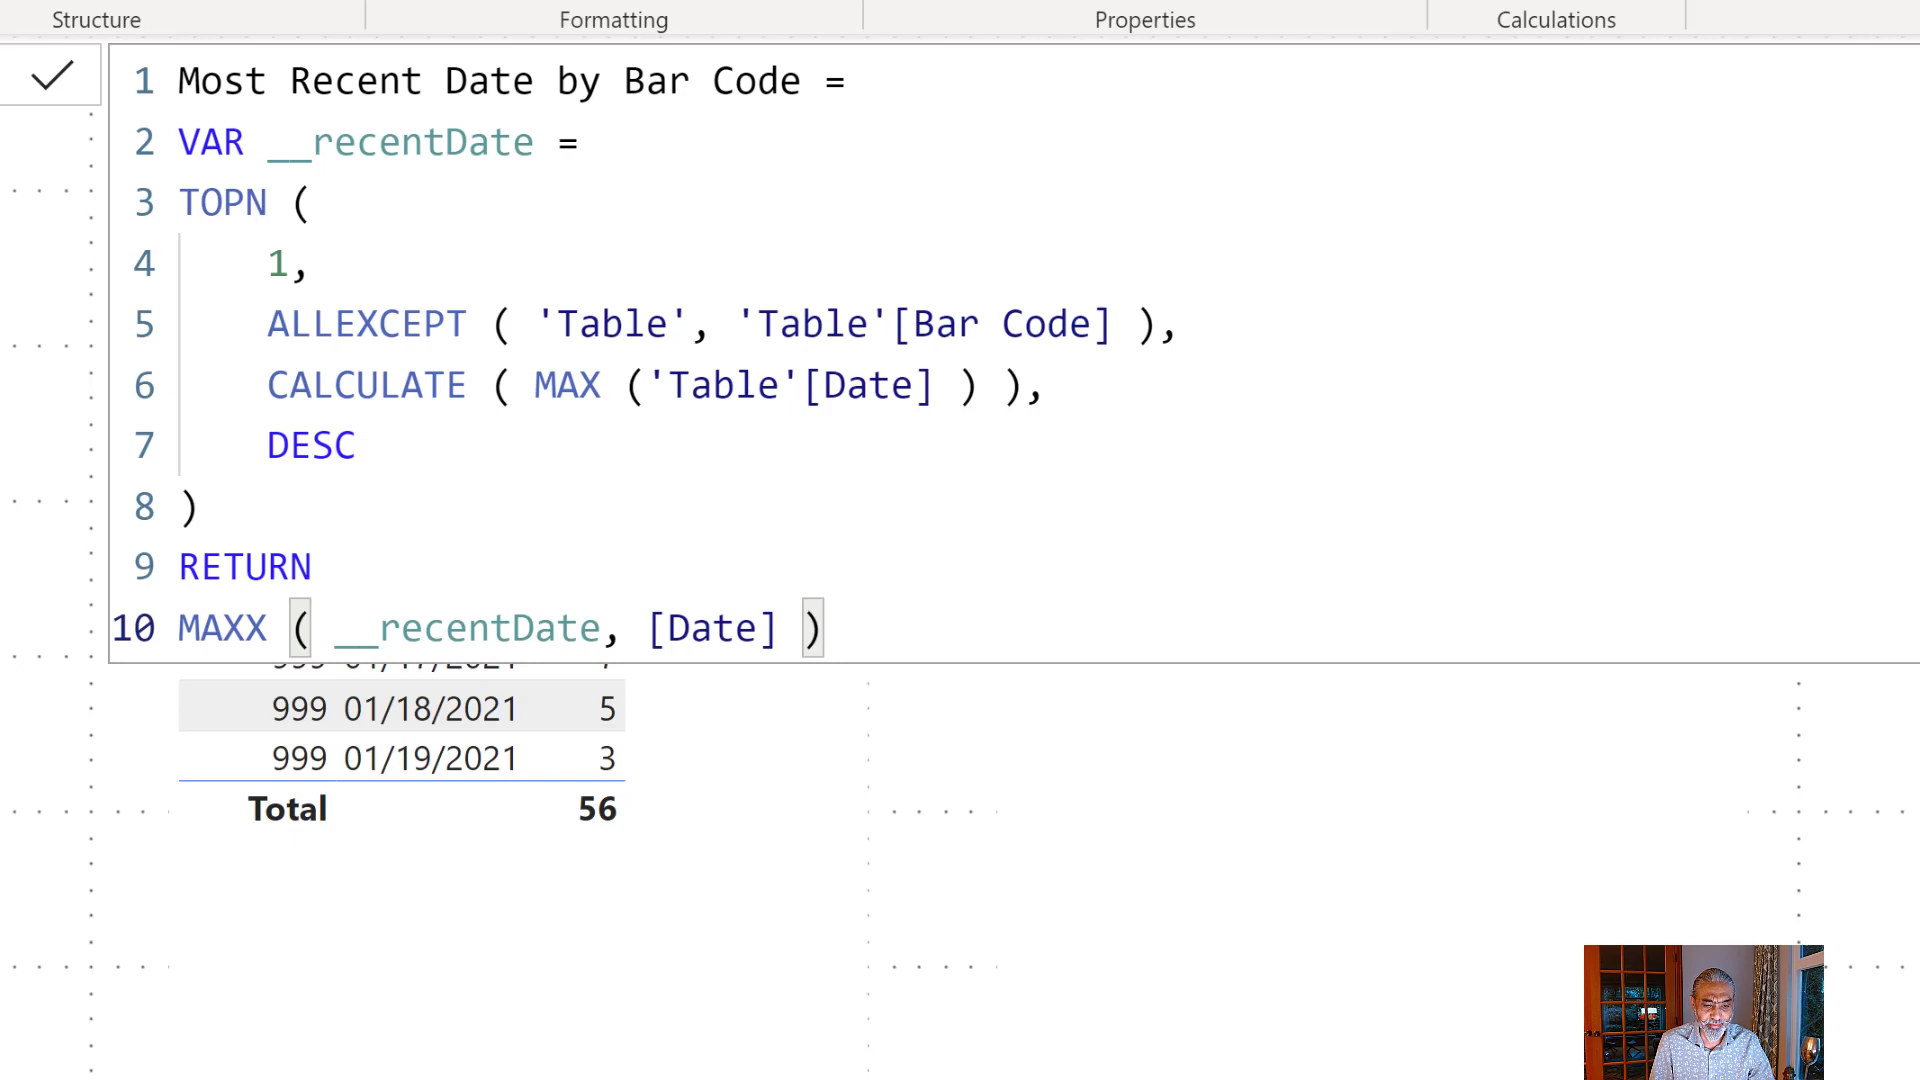 Structure Formatting Properties Calculations
1 Most Recent Date by Bar Code =
2 VAR __recentDate =
3 TOPN (
4 1,
5 ALLEXCEPT ( 'Table', 'Table'[Bar Code] ),
6 CALCULATE ( MAX ('Table'[Date] ) ),
7 DESC
8 )
9 RETURN
10 MAXX ( __recentDate, [Date] )
999 01/18/2021 5
999 01/19/2021 3
Total 56